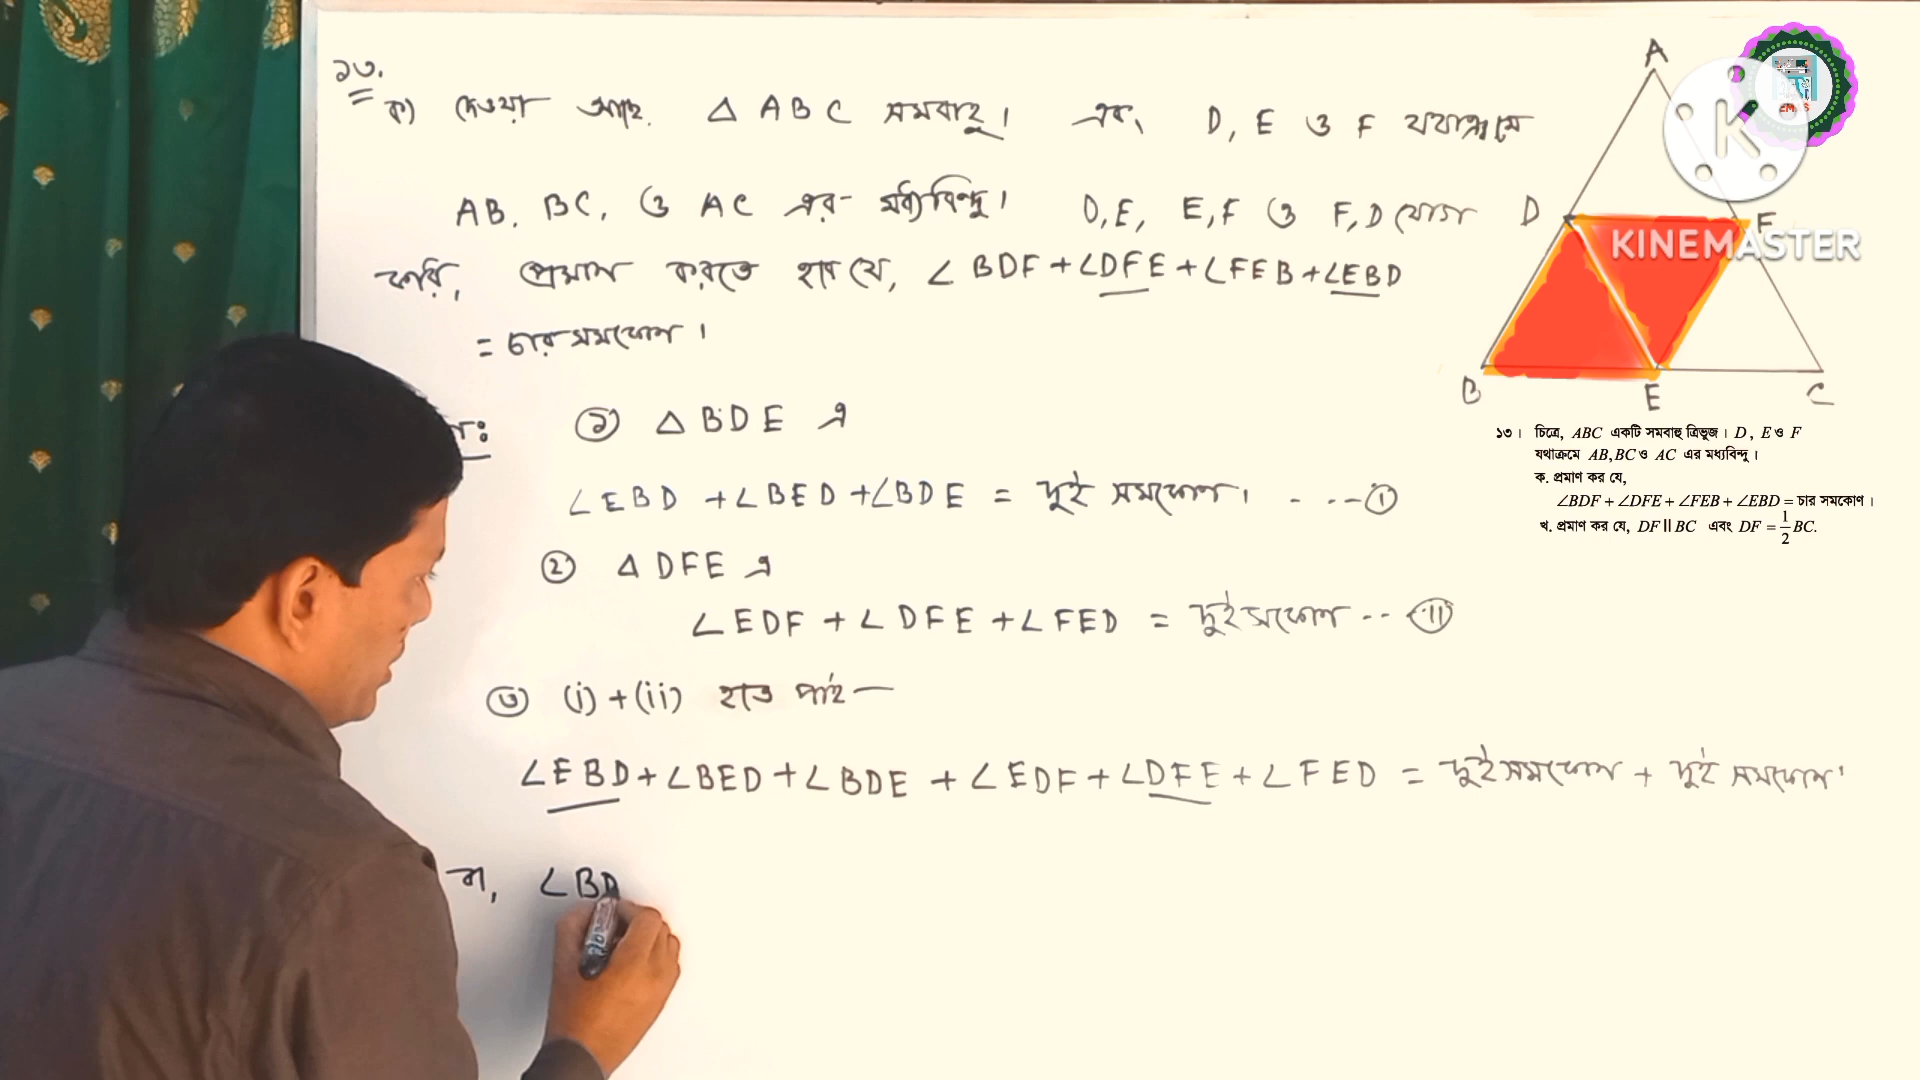 ১৩.
ক) দেওয়া আছে. △ ABC সমবাহু। এবং D, E ও F যথাক্রমে
AB. BC, ও AC এর মধ্যবিন্দু। D,E, E,F ও F,D যোগ
করি, প্রমাণ করতে হবে যে, ∠BDF+∠DFE+∠FEB+∠EBD
= চার সমকোণ।
① △ BDE এ
∠EBD +∠BED +∠BDE = দুই সমকোণ। - -- ①
② △ DFE এ
∠EDF + ∠DFE + ∠FED = দুই সকোণ -- (ii)
③ (i)+(ii) হতে পাই—
∠EBD+∠BED+∠BDE +∠EDF+∠DFE+∠FED = দুই সমকোণ + দুই সমকোণ
বা, ∠BD
A
D
F
B
E
C
KINEMASTER
১৩। চিত্রে, ABC একটি সমবাহু ত্রিভুজ। D, E ও F
যথাক্রমে AB, BC ও AC এর মধ্যবিন্দু।
ক. প্রমাণ কর যে,
∠BDF + ∠DFE + ∠FEB + ∠EBD = চার সমকোণ।
খ. প্রমাণ কর যে, DF || BC এবং DF = 1/2 BC.